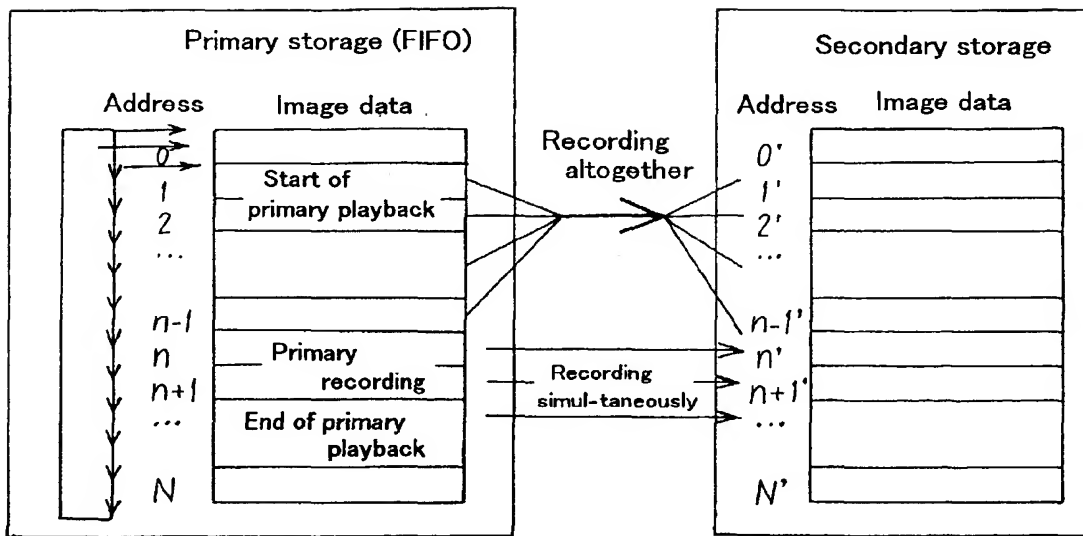 Primary storage (FIFO)
Address
Image data
0
1
2
...
n-1
n
n+1
...
N
Start of
primary playback
Primary
recording
End of primary
playback
Recording
altogether
Recording
simul-taneously
Secondary storage
Address
Image data
0'
1'
2'
...
n-1'
n'
n+1'
...
N'